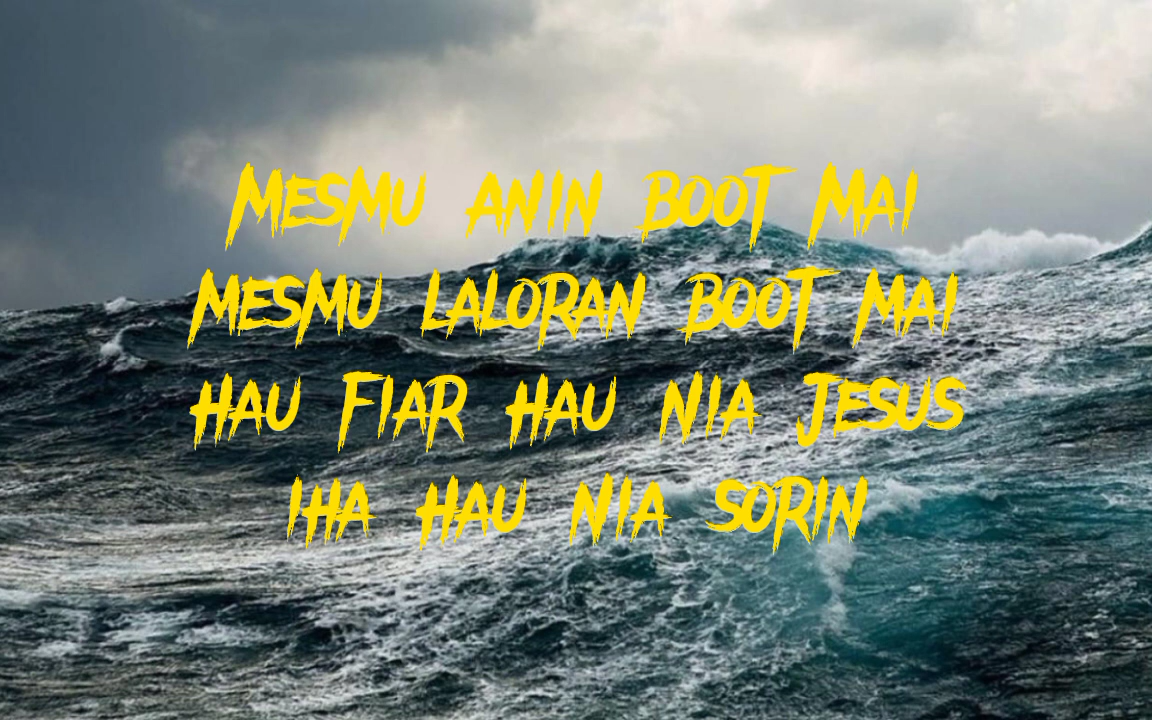 MESMU ANIN BOOT MAI
MESMU LALORAN BOOT MAI
HAU FIAR HAU NIA JESUS
IHA HAU NIA SORIN